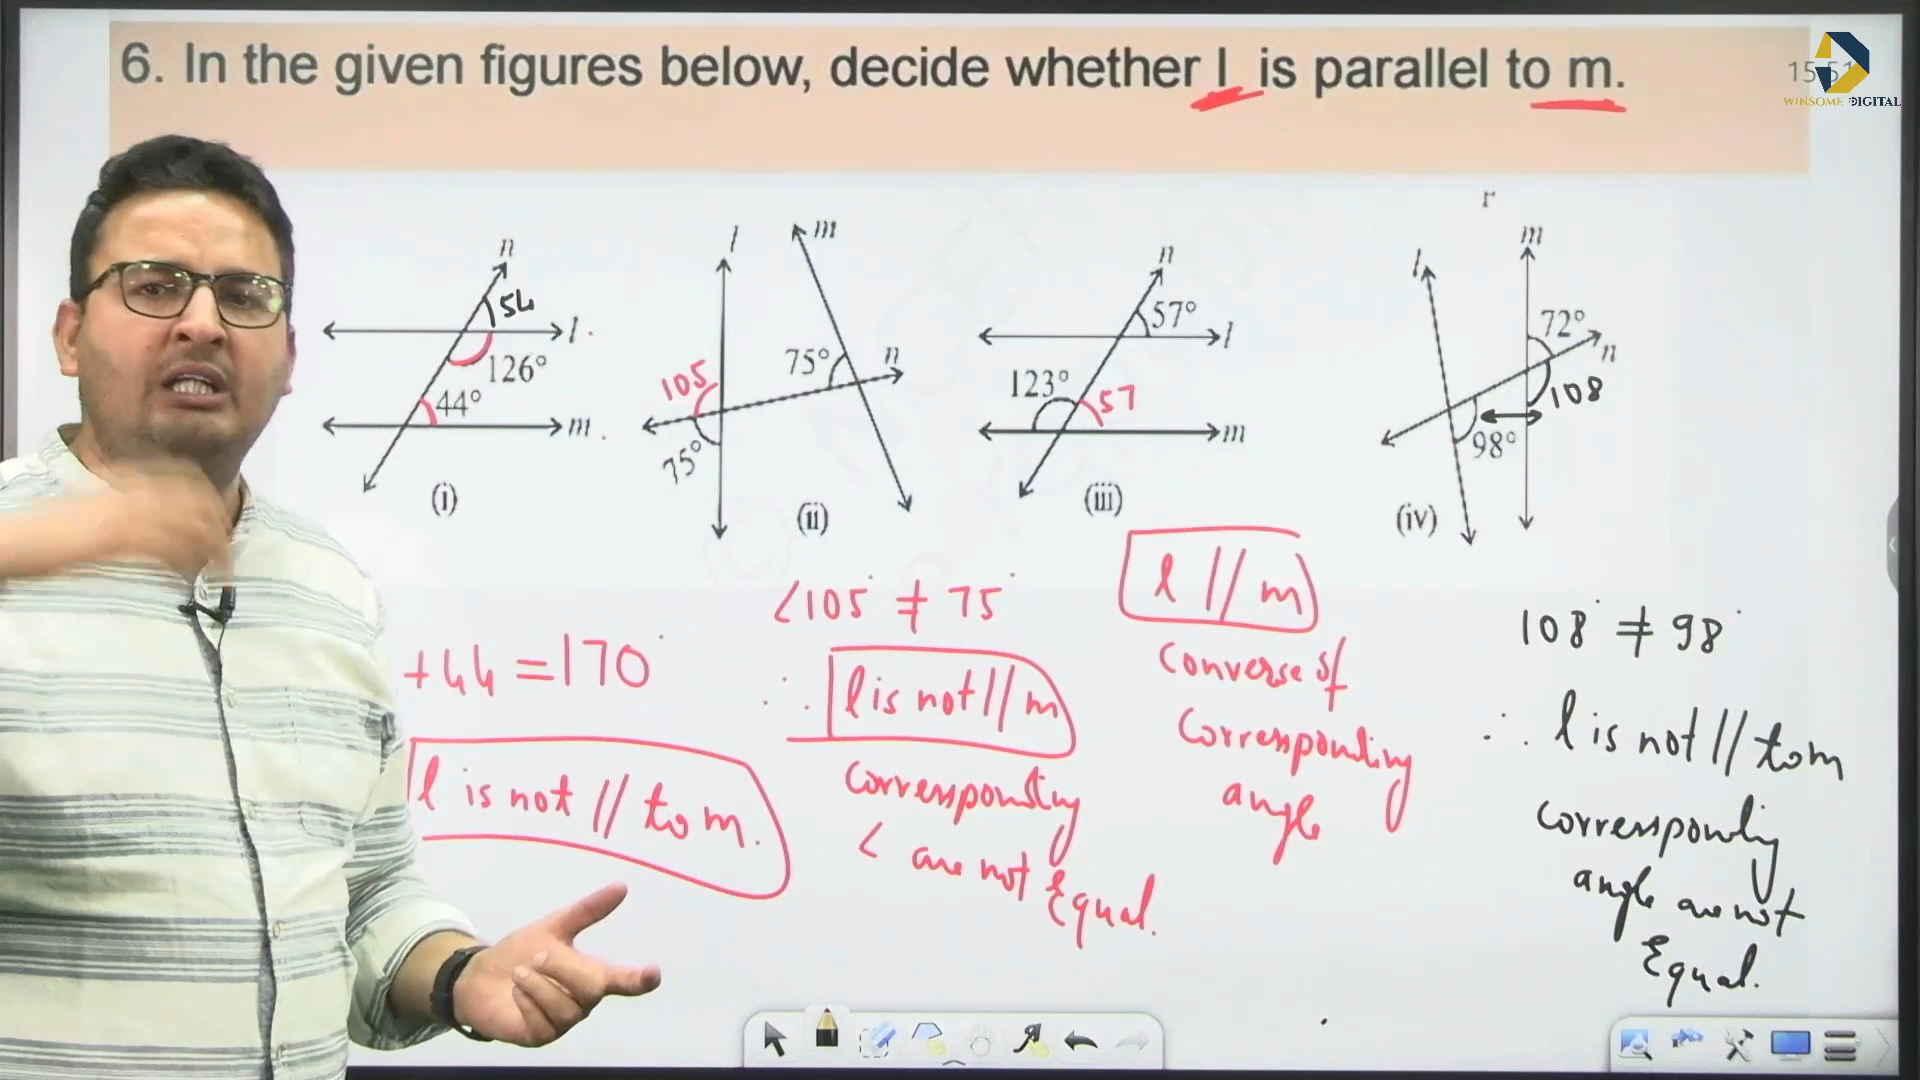 6. In the given figures below, decide whether l is parallel to m.
WINSOME DIGITAL
r
n
54
l
126°
44°
m
(i)
l
m
105
75°
n
75°
(ii)
n
57°
l
123°
57
m
(iii)
l
m
72°
n
108
98°
(iv)
+44 = 170°
l is not // to m.
<105° ≠ 75°
∴ l is not // m
corresponding
< are not Equal.
l // m
Converse of
Corresponding
angle
108° ≠ 98°
∴ l is not // to m
corresponding
angle are not
Equal.